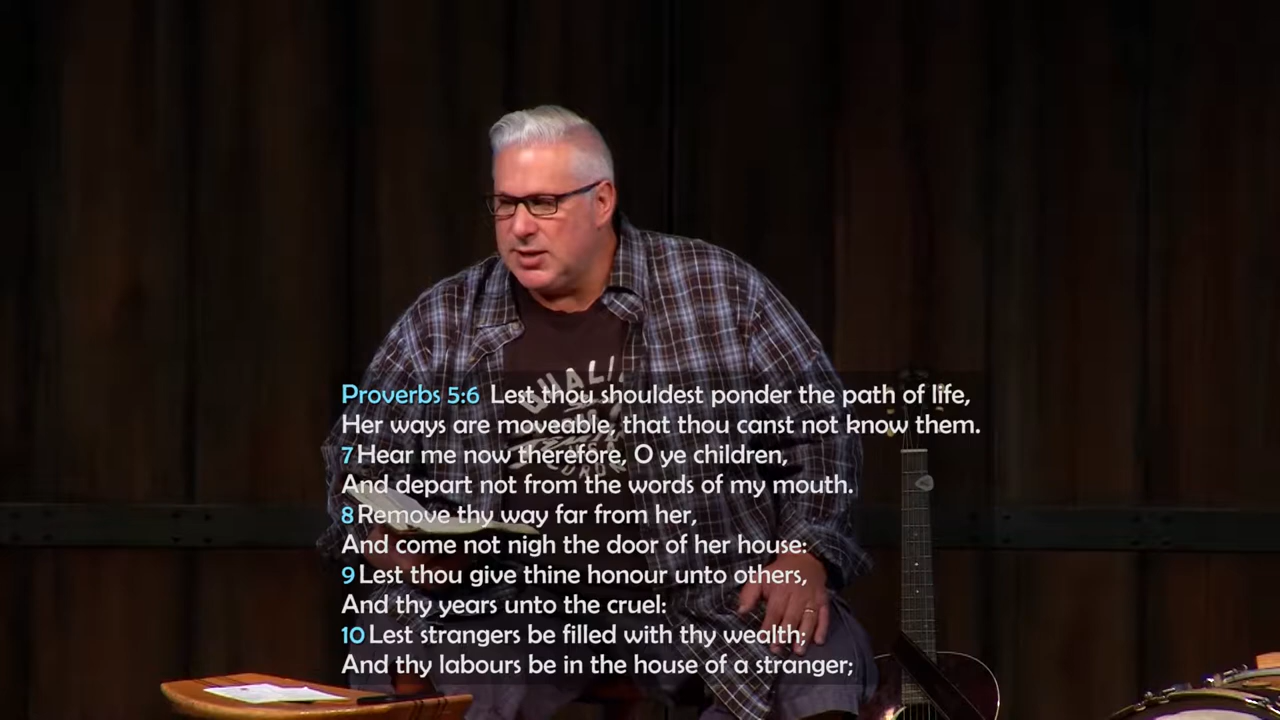 Proverbs 5:6 Lest thou shouldest ponder the path of life,
Her ways are moveable, that thou canst not know them.
7 Hear me now therefore, O ye children,
And depart not from the words of my mouth.
8 Remove thy way far from her,
And come not nigh the door of her house:
9 Lest thou give thine honour unto others,
And thy years unto the cruel:
10 Lest strangers be filled with thy wealth;
And thy labours be in the house of a stranger;